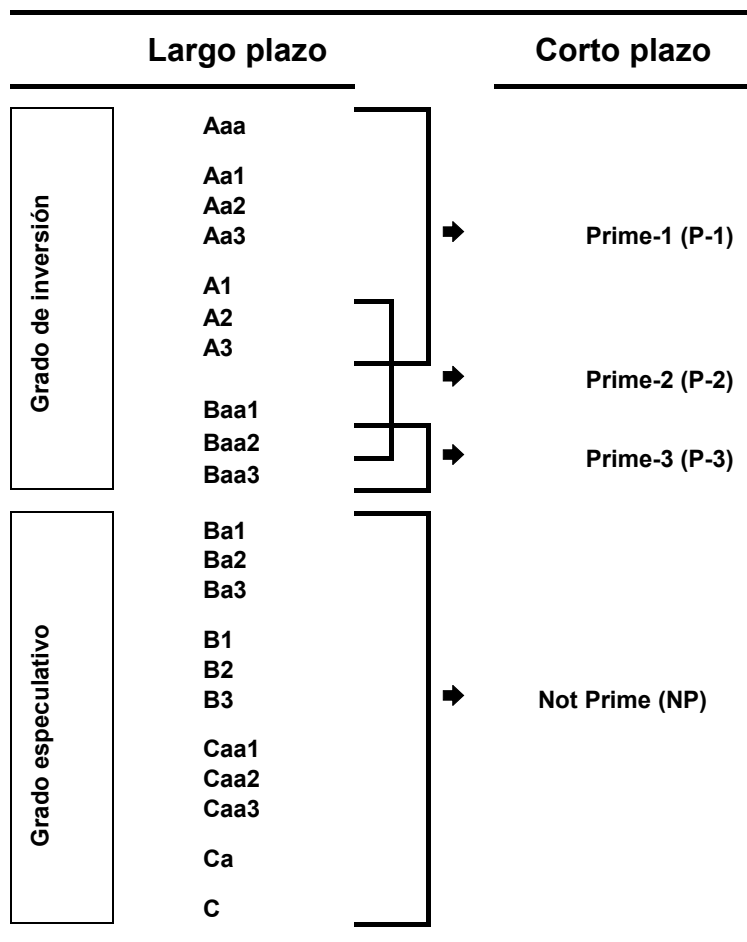 Largo plazo
Corto plazo
Grado de inversión
Aaa
Aa1
Aa2
Aa3
Prime-1 (P-1)
A1
A2
A3
Prime-2 (P-2)
Baa1
Baa2
Baa3
Prime-3 (P-3)
Grado especulativo
Ba1
Ba2
Ba3
B1
B2
B3
Not Prime (NP)
Caa1
Caa2
Caa3
Ca
C